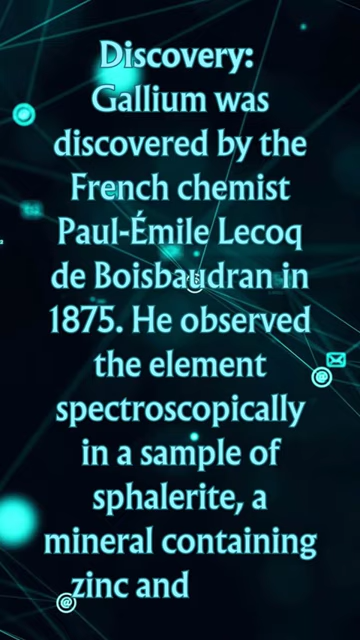 Discovery:
Gallium was
discovered by the
French chemist
Paul-Émile Lecoq
de Boisbaudran in
1875. He observed
the element
spectroscopically
in a sample of
sphalerite, a
mineral containing
zinc and